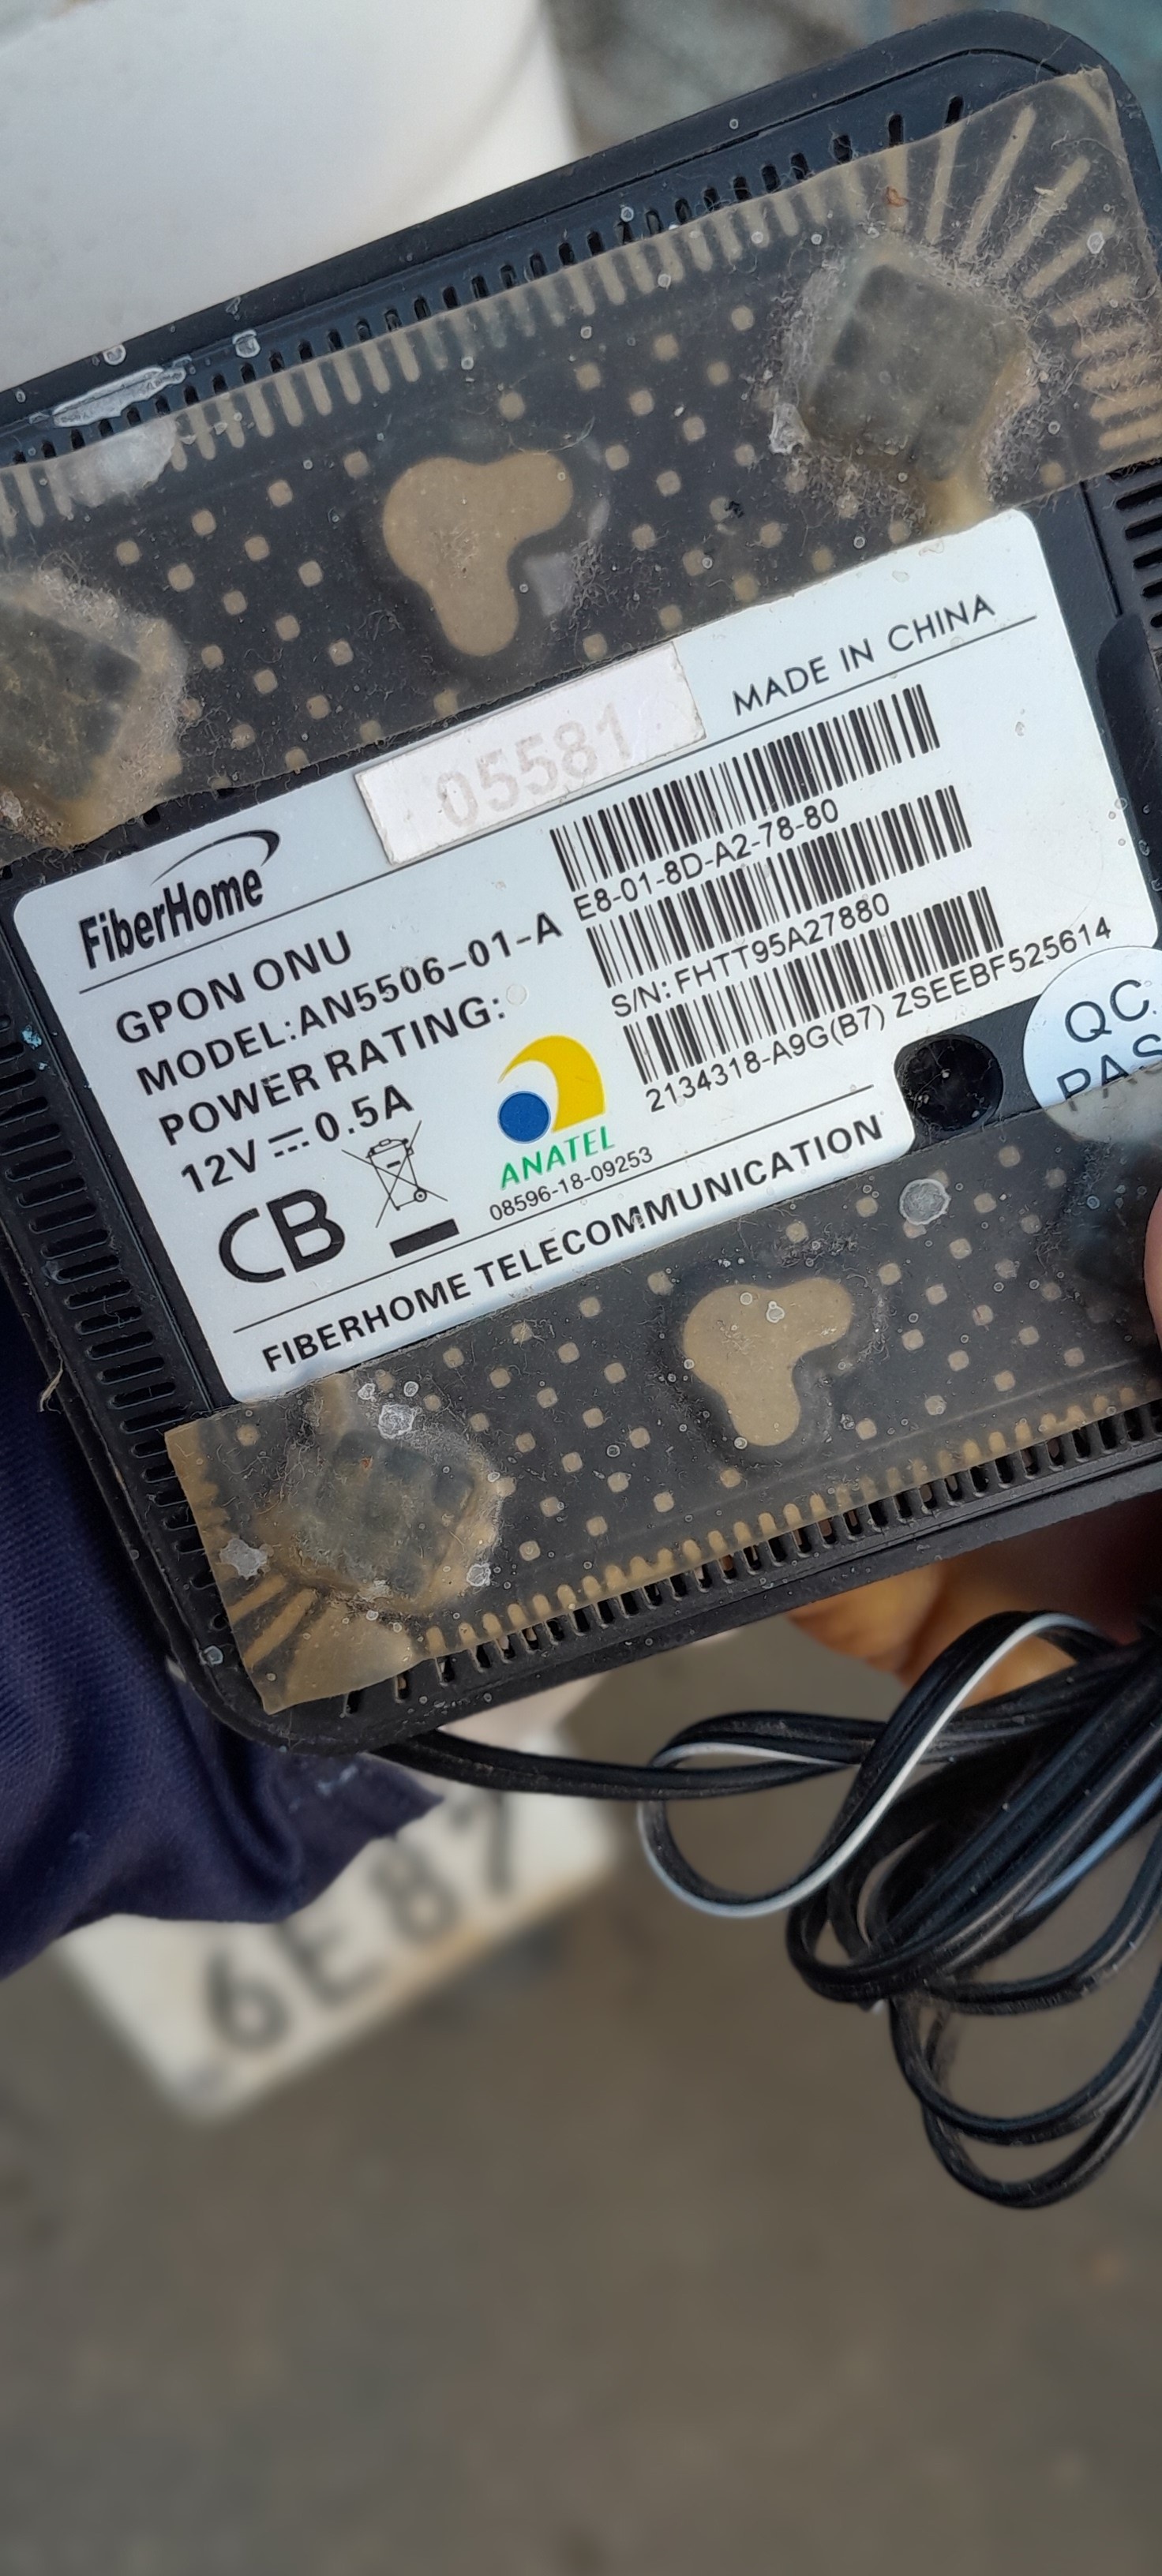 05581
MADE IN CHINA
FiberHome
GPON ONU
MODEL:AN5506-01-A
POWER RATING:
12V⎓0.5A
E8-01-8D-A2-78-80
S/N: FHTT95A27880
2134318-A9G(B7) ZSEEBF525614
ANATEL
08596-18-09253
CB
FIBERHOME TELECOMMUNICATION
QC
PAS
6E87